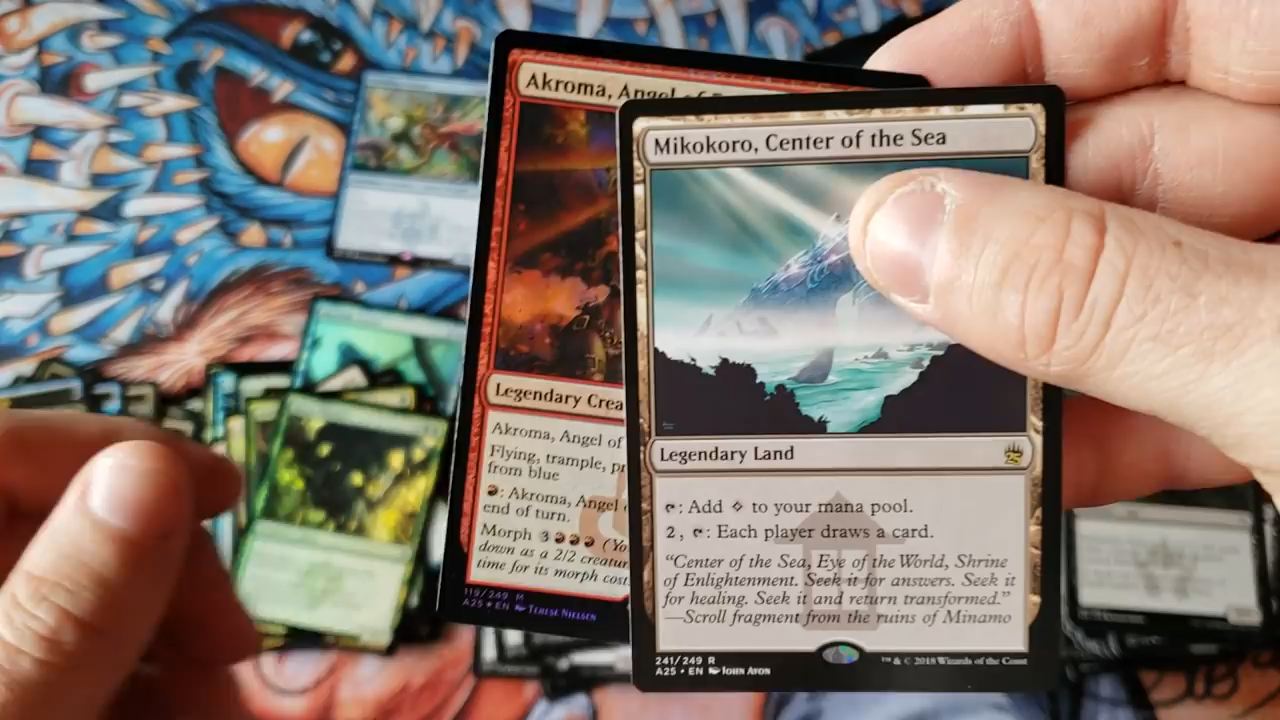 Akroma, Angel of
Legendary Crea
Akroma, Angel of
Flying, trample, pr
from blue
: Akroma, Angel
end of turn.
Morph 3 (Yo
down as a 2/2 creatur
time for its morph cost
119/249 M
A25 ★ EN Terese Nielsen
Mikokoro, Center of the Sea
Legendary Land
: Add to your mana pool.
2, : Each player draws a card.
"Center of the Sea, Eye of the World, Shrine
of Enlightenment. Seek it for answers. Seek it
for healing. Seek it and return transformed."
—Scroll fragment from the ruins of Minamo
241/249 R
A25 • EN John Avon
™ & © 2018 Wizards of the Coast